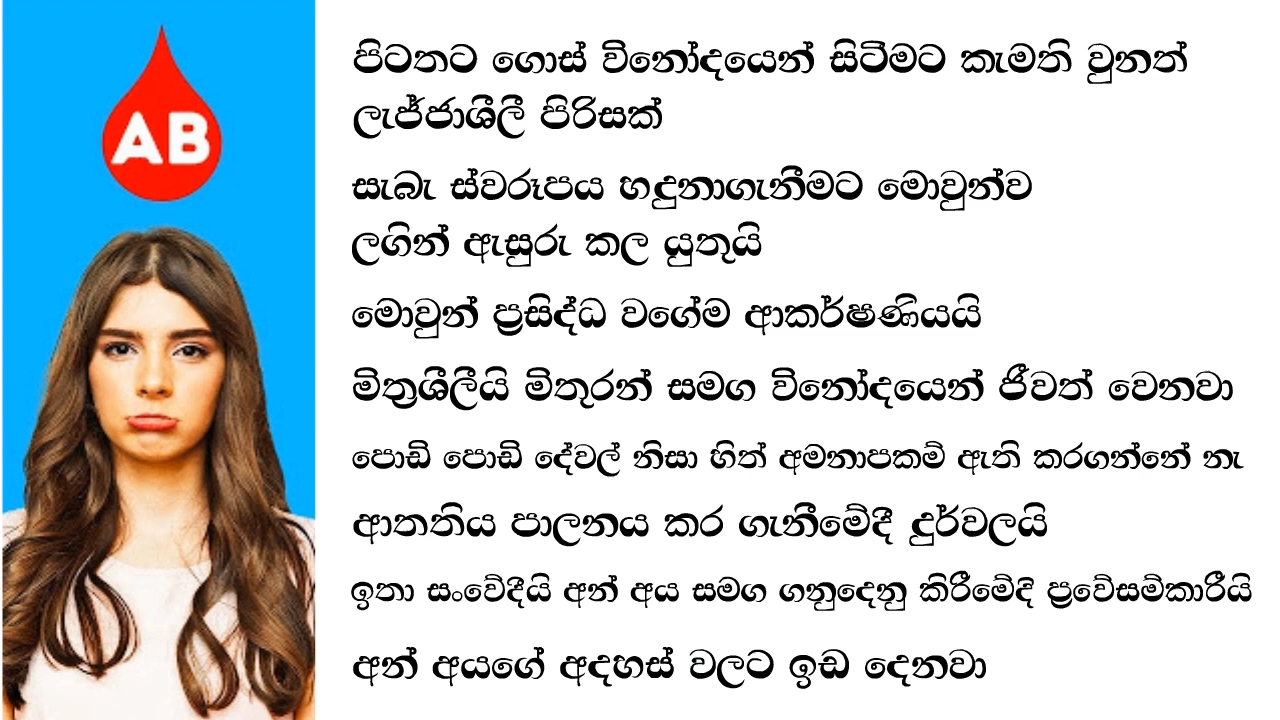 AB
පිටතට ගොස් විනෝදයෙන් සිටීමට කැමති වුනත්
ලැජ්ජාශීලී පිරිසක්
සැබෑ ස්වරූපය හඳුනාගැනීමට මොවුන්ව
ලගින් ඇසුරු කල යුතුයි
මොවුන් ප්‍රසිද්ධ වගේම ආකර්ෂණියයි
මිත්‍රශීලීයි මිතුරන් සමග විනෝදයෙන් ජීවත් වෙනවා
පොඩි පොඩි දේවල් නිසා හිත් අමනාපකම් ඇති කරගන්නේ නැ
ආතතිය පාලනය කර ගැනීමේදී දුර්වලයි
ඉතා සංවේදීයි අන් අය සමග ගනුදෙනු කිරීමේදි ප්‍රවේසම්කාරීයි
අන් අයගේ අදහස් වලට ඉඩ දෙනවා